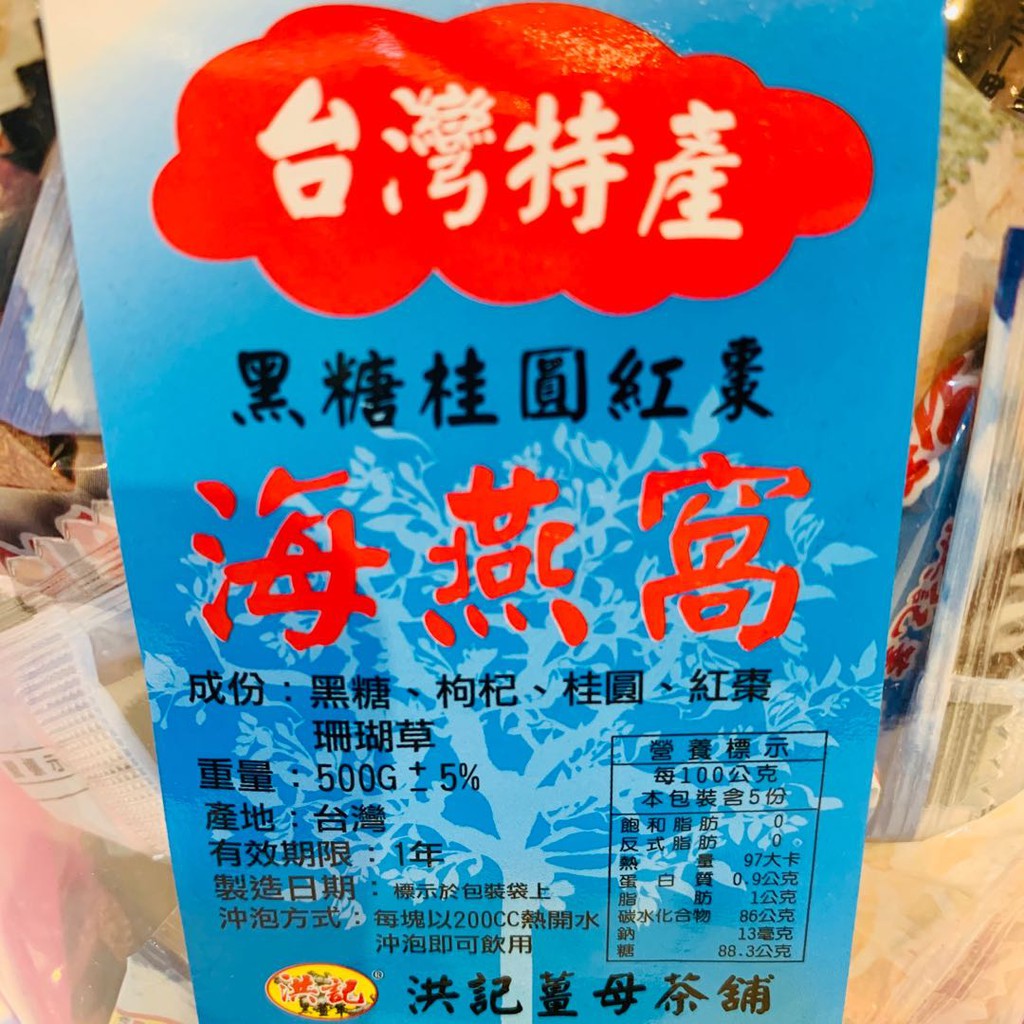 台灣特產
黑糖桂圓紅棗
海燕窩
成份：黑糖、枸杞、桂圓、紅棗
珊瑚草
重量：500G±5%
產地：台灣
有效期限：1年
製造日期：標示於包裝袋上
沖泡方式：每塊以200CC熱開水
沖泡即可飲用
營養標示
每100公克
本包裝含5份
飽和脂肪 0
反式脂肪 0
熱量 97大卡
蛋白質 0.9公克
脂肪 1公克
碳水化合物 86公克
鈉 13毫克
糖 88.3公克
洪記
®
洪記薑母茶舖